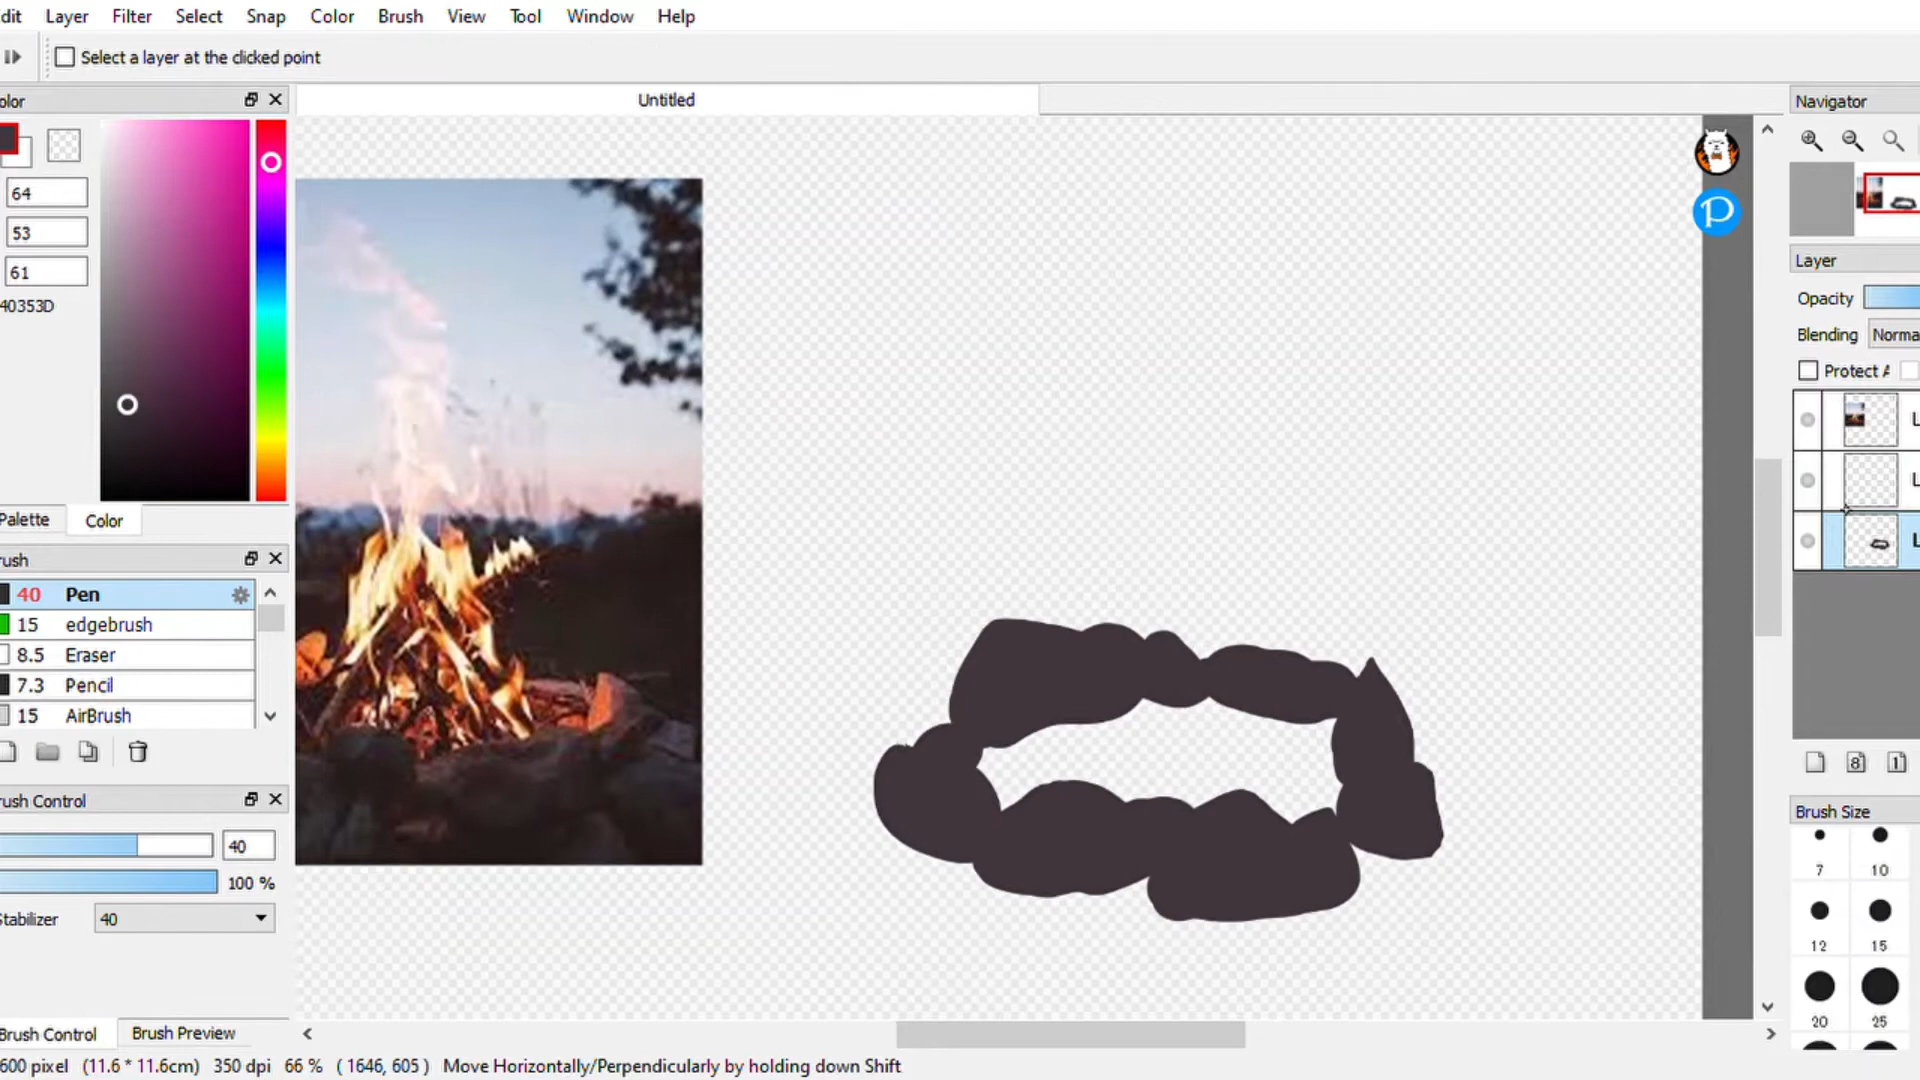 dit Layer Filter Select Snap Color Brush View Tool Window Help
Select a layer at the clicked point
olor
Untitled
Navigator
64
53
61
40353D
Palette Color
rush
40 Pen
15 edgebrush
8.5 Eraser
7.3 Pencil
15 AirBrush
rush Control
40
100 %
Stabilizer 40
Brush Control Brush Preview
Layer
Opacity
Blending Norma
Protect A
L
L
L
8 1
Brush Size
7 10
12 15
20 25
P
600 pixel (11.6 * 11.6cm) 350 dpi 66 % ( 1646, 605 ) Move Horizontally/Perpendicularly by holding down Shift